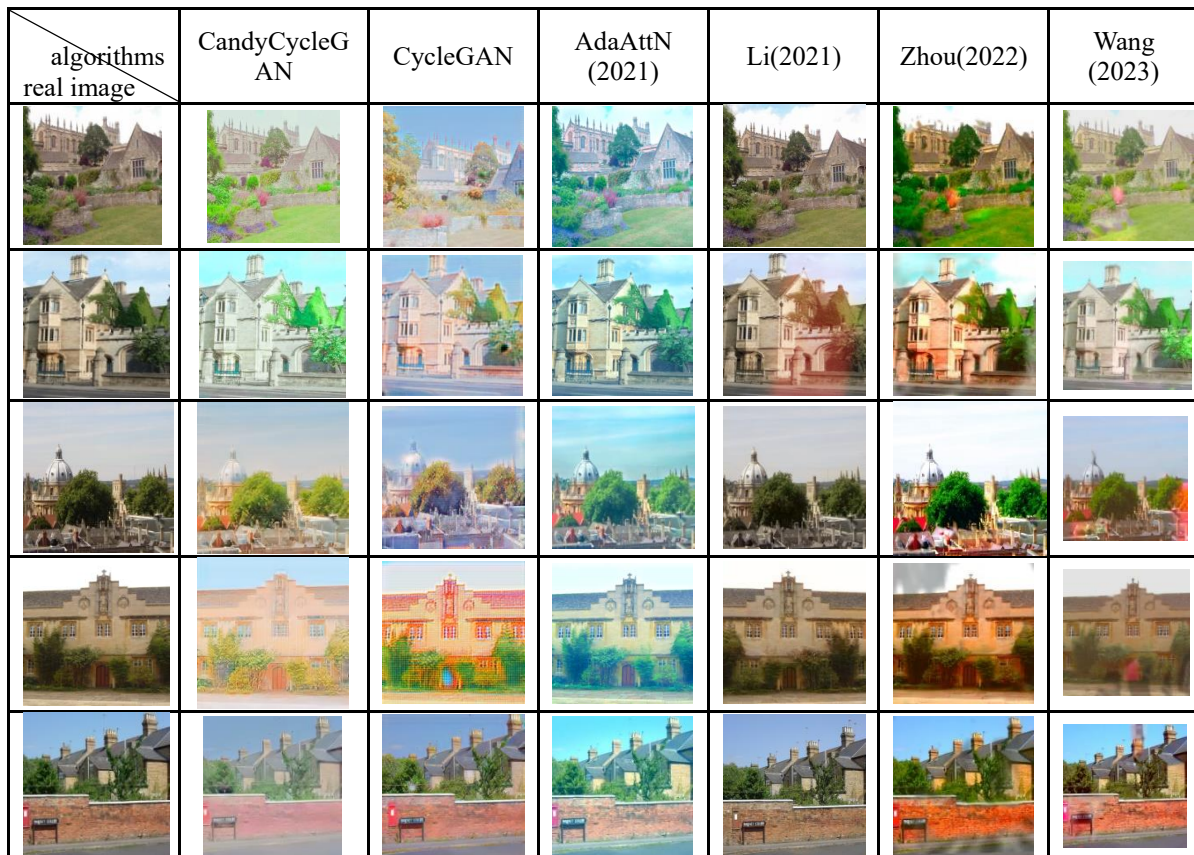 algorithms
real image
CandyCycleG
AN
CycleGAN
AdaAttN
(2021)
Li(2021)
Zhou(2022)
Wang
(2023)